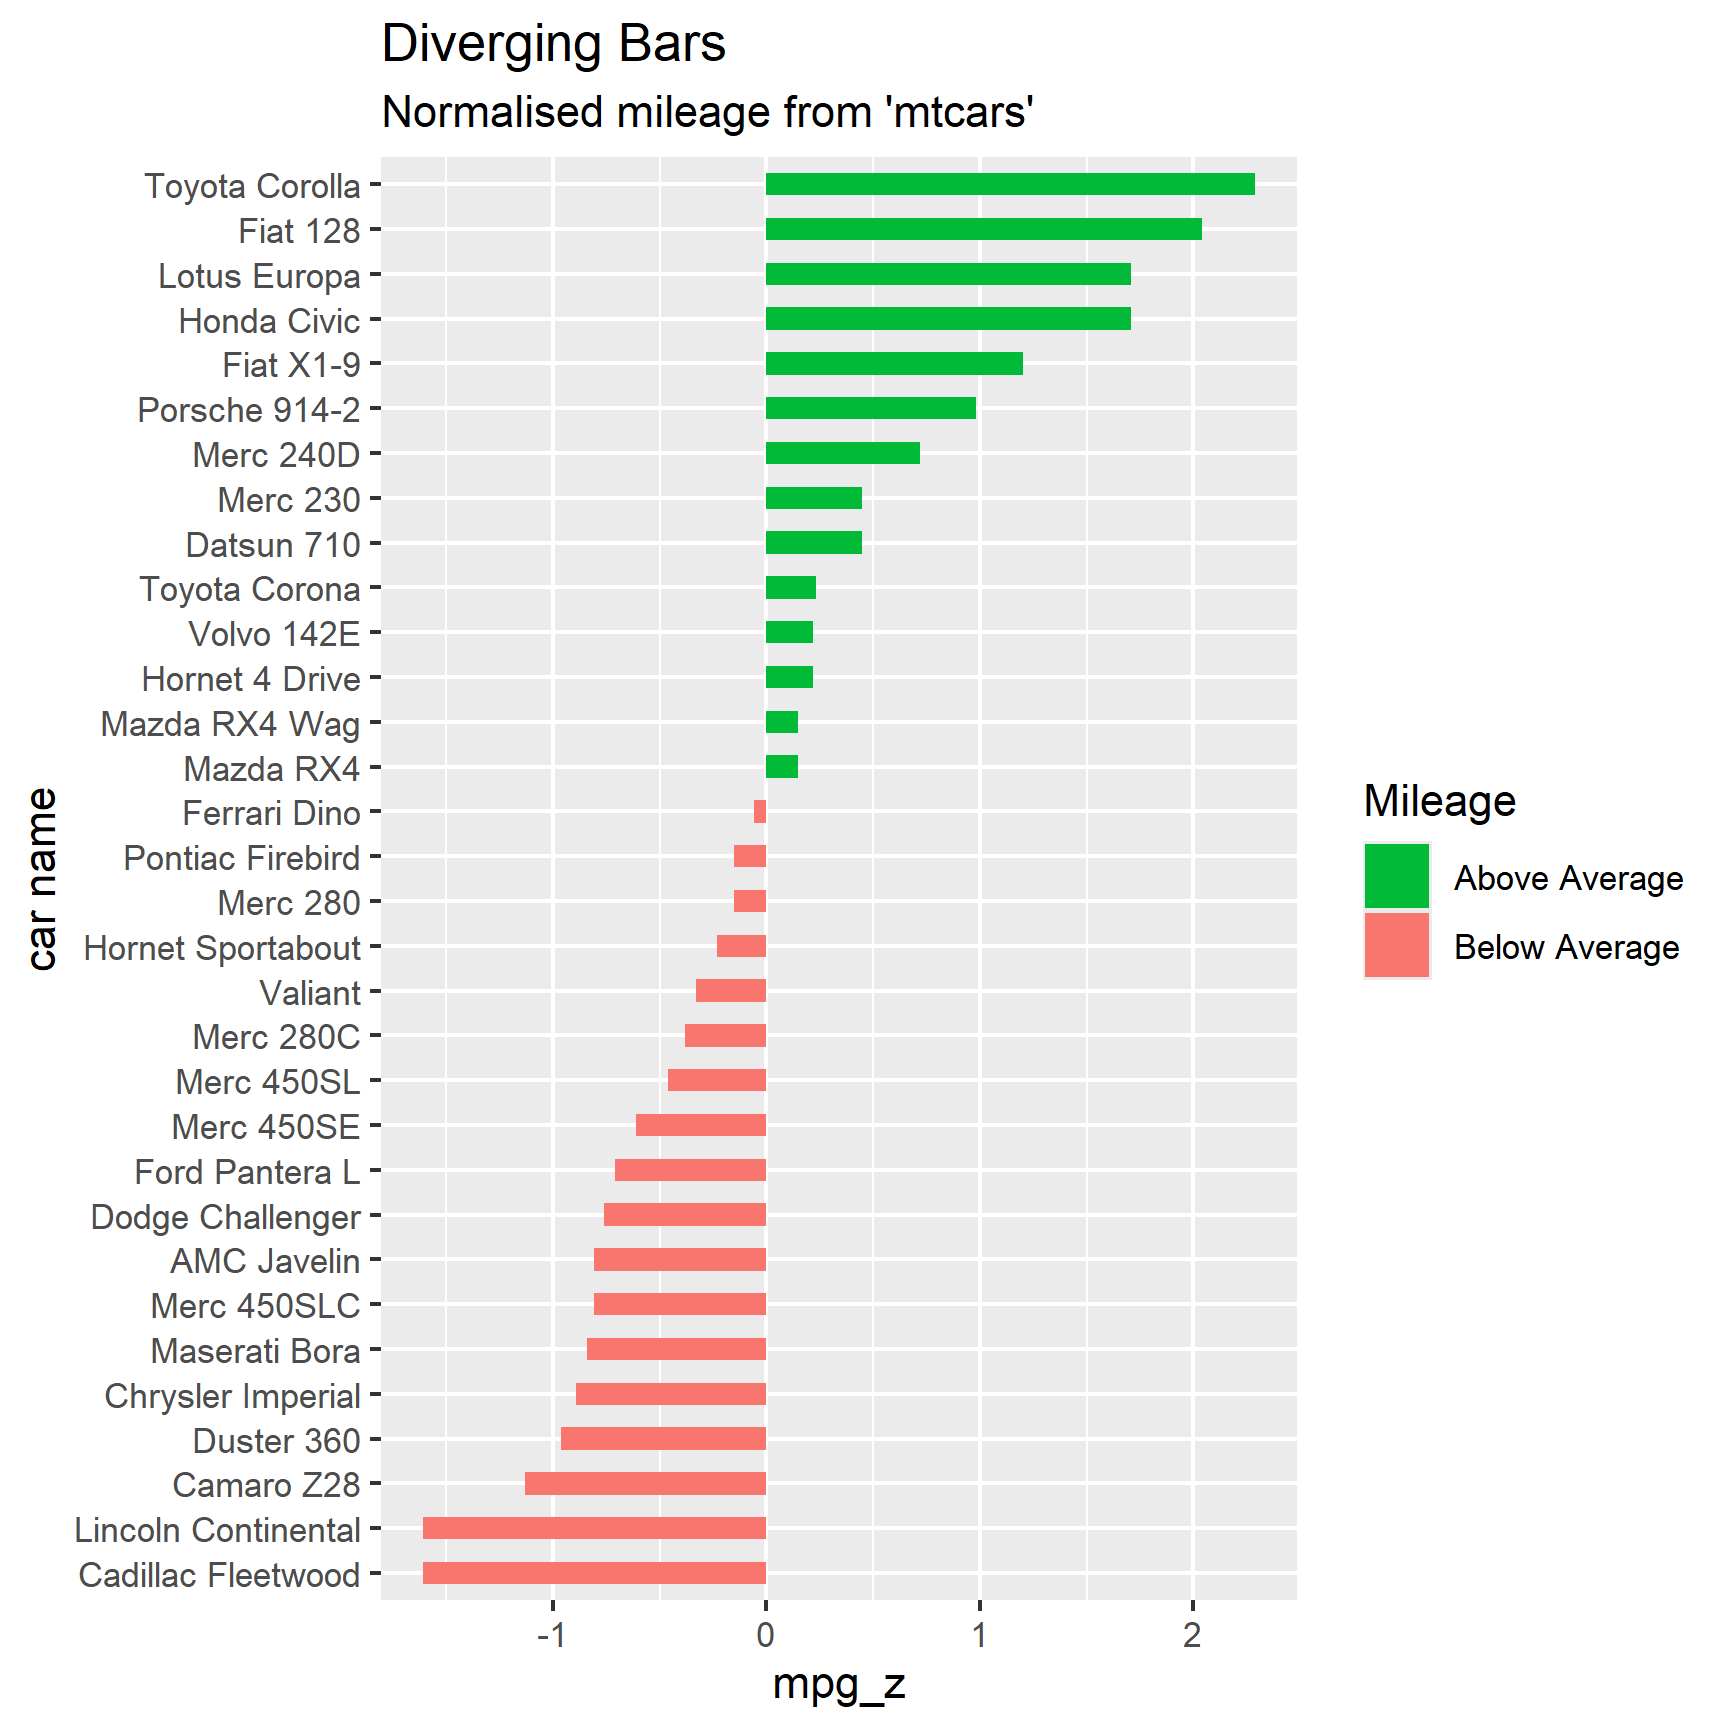 Diverging Bars
Normalised mileage from 'mtcars'
Toyota Corolla
Fiat 128
Lotus Europa
Honda Civic
Fiat X1-9
Porsche 914-2
Merc 240D
Merc 230
Datsun 710
Toyota Corona
Volvo 142E
Hornet 4 Drive
Mazda RX4 Wag
Mazda RX4
Ferrari Dino
Pontiac Firebird
Merc 280
Hornet Sportabout
Valiant
Merc 280C
Merc 450SL
Merc 450SE
Ford Pantera L
Dodge Challenger
AMC Javelin
Merc 450SLC
Maserati Bora
Chrysler Imperial
Duster 360
Camaro Z28
Lincoln Continental
Cadillac Fleetwood
car name
-1 0 1 2
mpg_z
Mileage
Above Average
Below Average